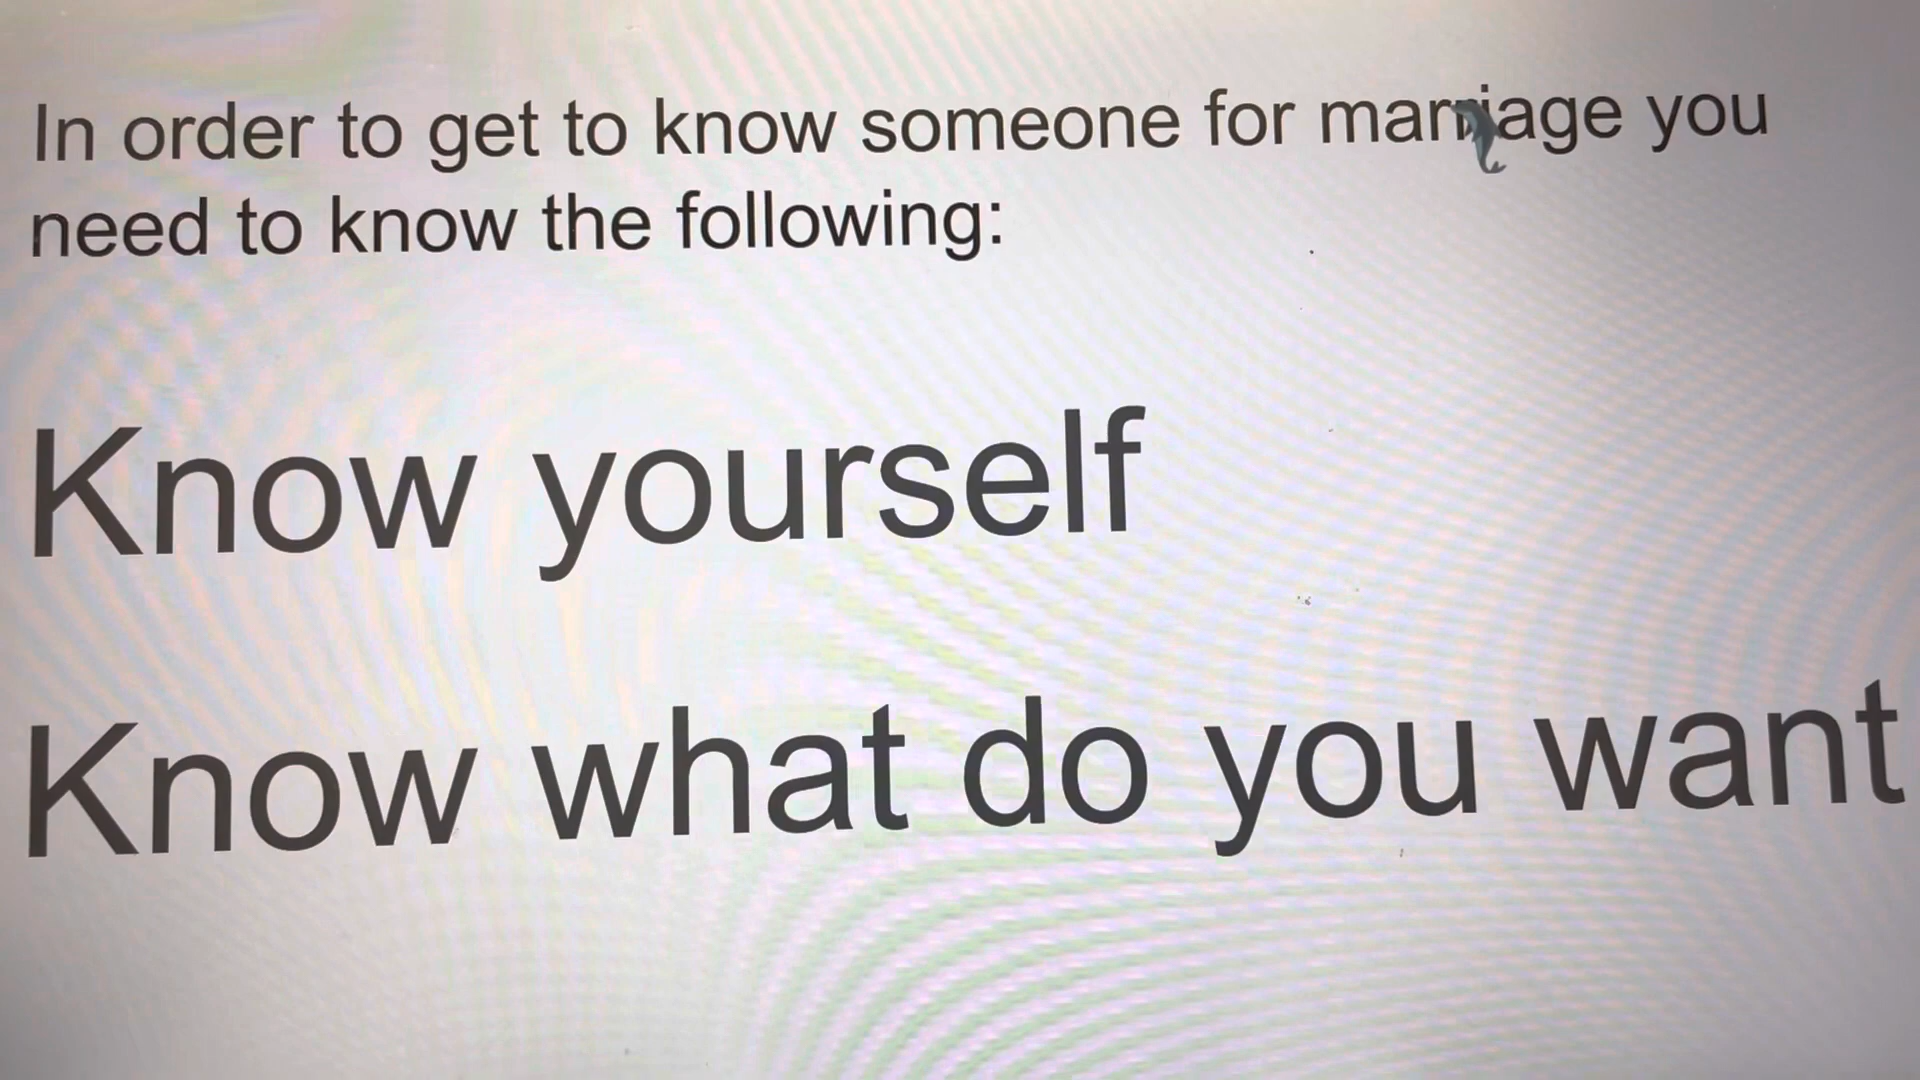 In order to get to know someone for marriage you
need to know the following:
Know yourself
Know what do you want